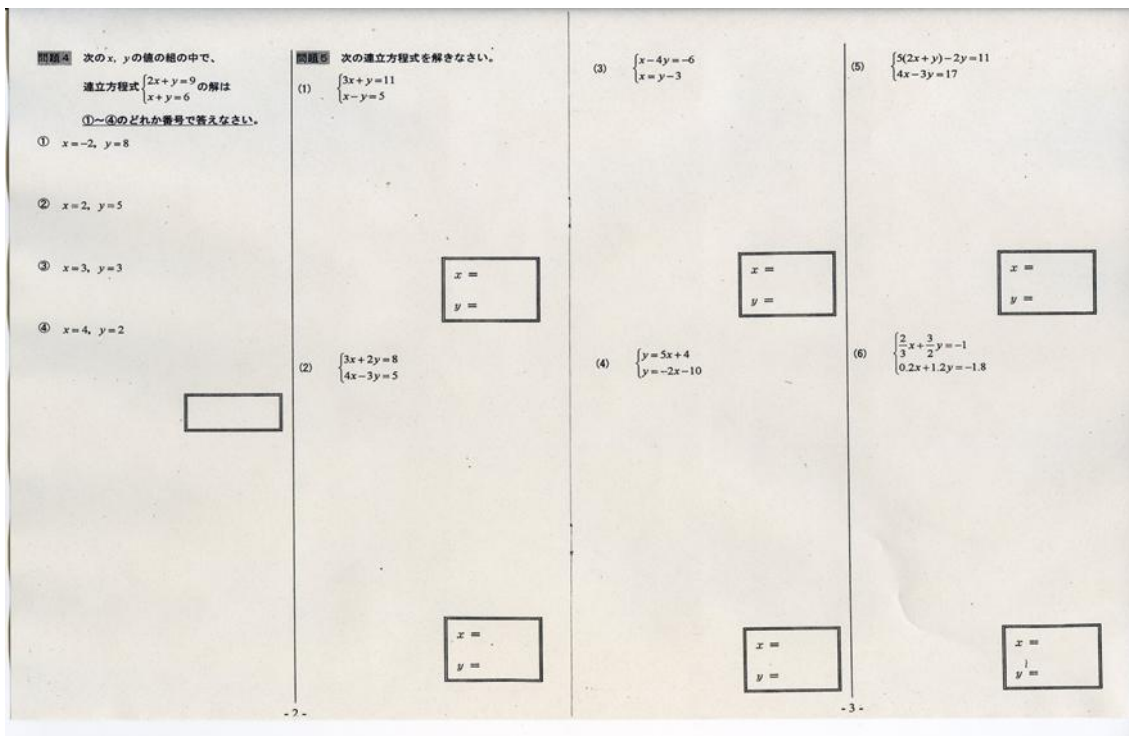 問題4 次のx, yの値の組の中で、
連立方程式{2x+y=9 x+y=6 の解は
①~④のどれか番号で答えなさい。
① x=-2, y=8
② x=2, y=5
③ x=3, y=3
④ x=4, y=2
問題5 次の連立方程式を解きなさい。
(1) {3x+y=11
x-y=5
x =
y =
(2) {3x+2y=8
4x-3y=5
x =
y =
- 2 -
(3) {x-4y=-6
x=y-3
x =
y =
(4) {y=5x+4
y=-2x-10
x =
y =
(5) {5(2x+y)-2y=11
4x-3y=17
x =
y =
(6) {2/3x+3/2y=-1
0.2x+1.2y=-1.8
x =
y =
- 3 -